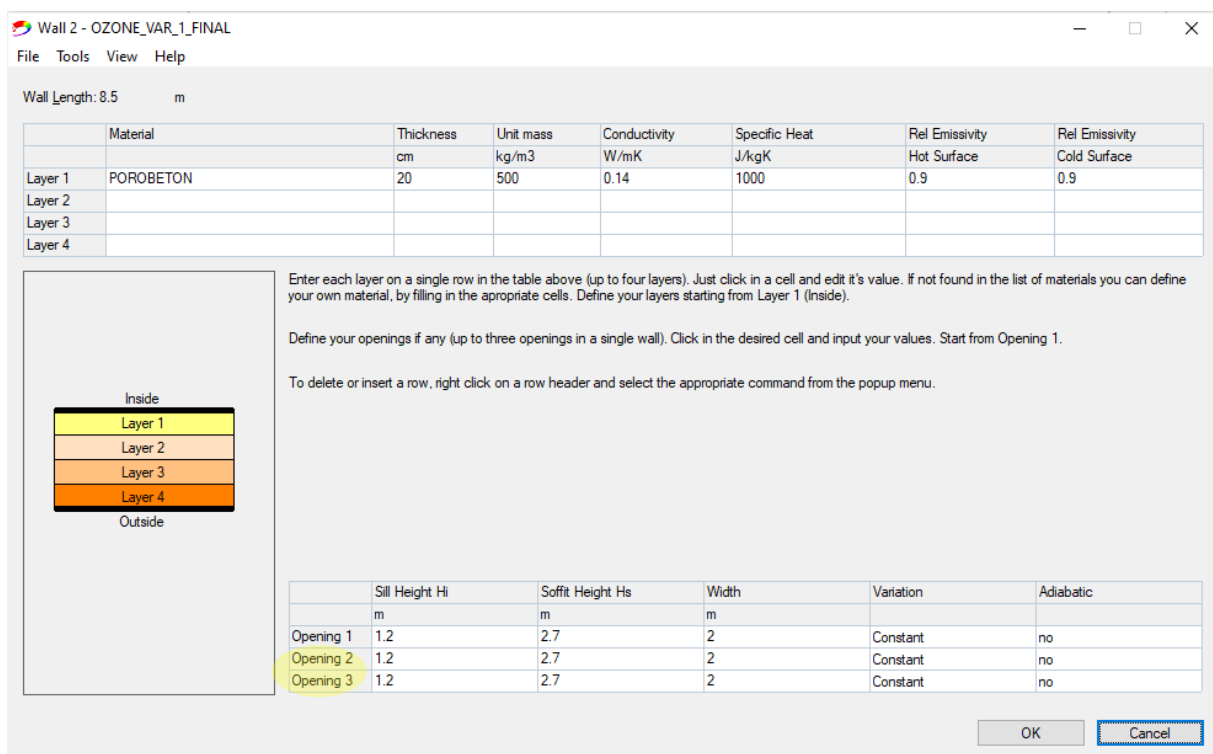 Wall 2 - OZONE_VAR_1_FINAL
File Tools View Help
Wall Length: 8.5 m
Material Thickness Unit mass Conductivity Specific Heat Rel Emissivity Rel Emissivity
cm kg/m3 W/mK J/kgK Hot Surface Cold Surface
Layer 1 POROBETON 20 500 0.14 1000 0.9 0.9
Layer 2
Layer 3
Layer 4
Enter each layer on a single row in the table above (up to four layers). Just click in a cell and edit it's value. If not found in the list of materials you can define
your own material, by filling in the apropriate cells. Define your layers starting from Layer 1 (Inside).
Define your openings if any (up to three openings in a single wall). Click in the desired cell and input your values. Start from Opening 1.
To delete or insert a row, right click on a row header and select the appropriate command from the popup menu.
Inside
Layer 1
Layer 2
Layer 3
Layer 4
Outside
Sill Height Hi Soffit Height Hs Width Variation Adiabatic
m m m
Opening 1 1.2 2.7 2 Constant no
Opening 2 1.2 2.7 2 Constant no
Opening 3 1.2 2.7 2 Constant no
OK Cancel